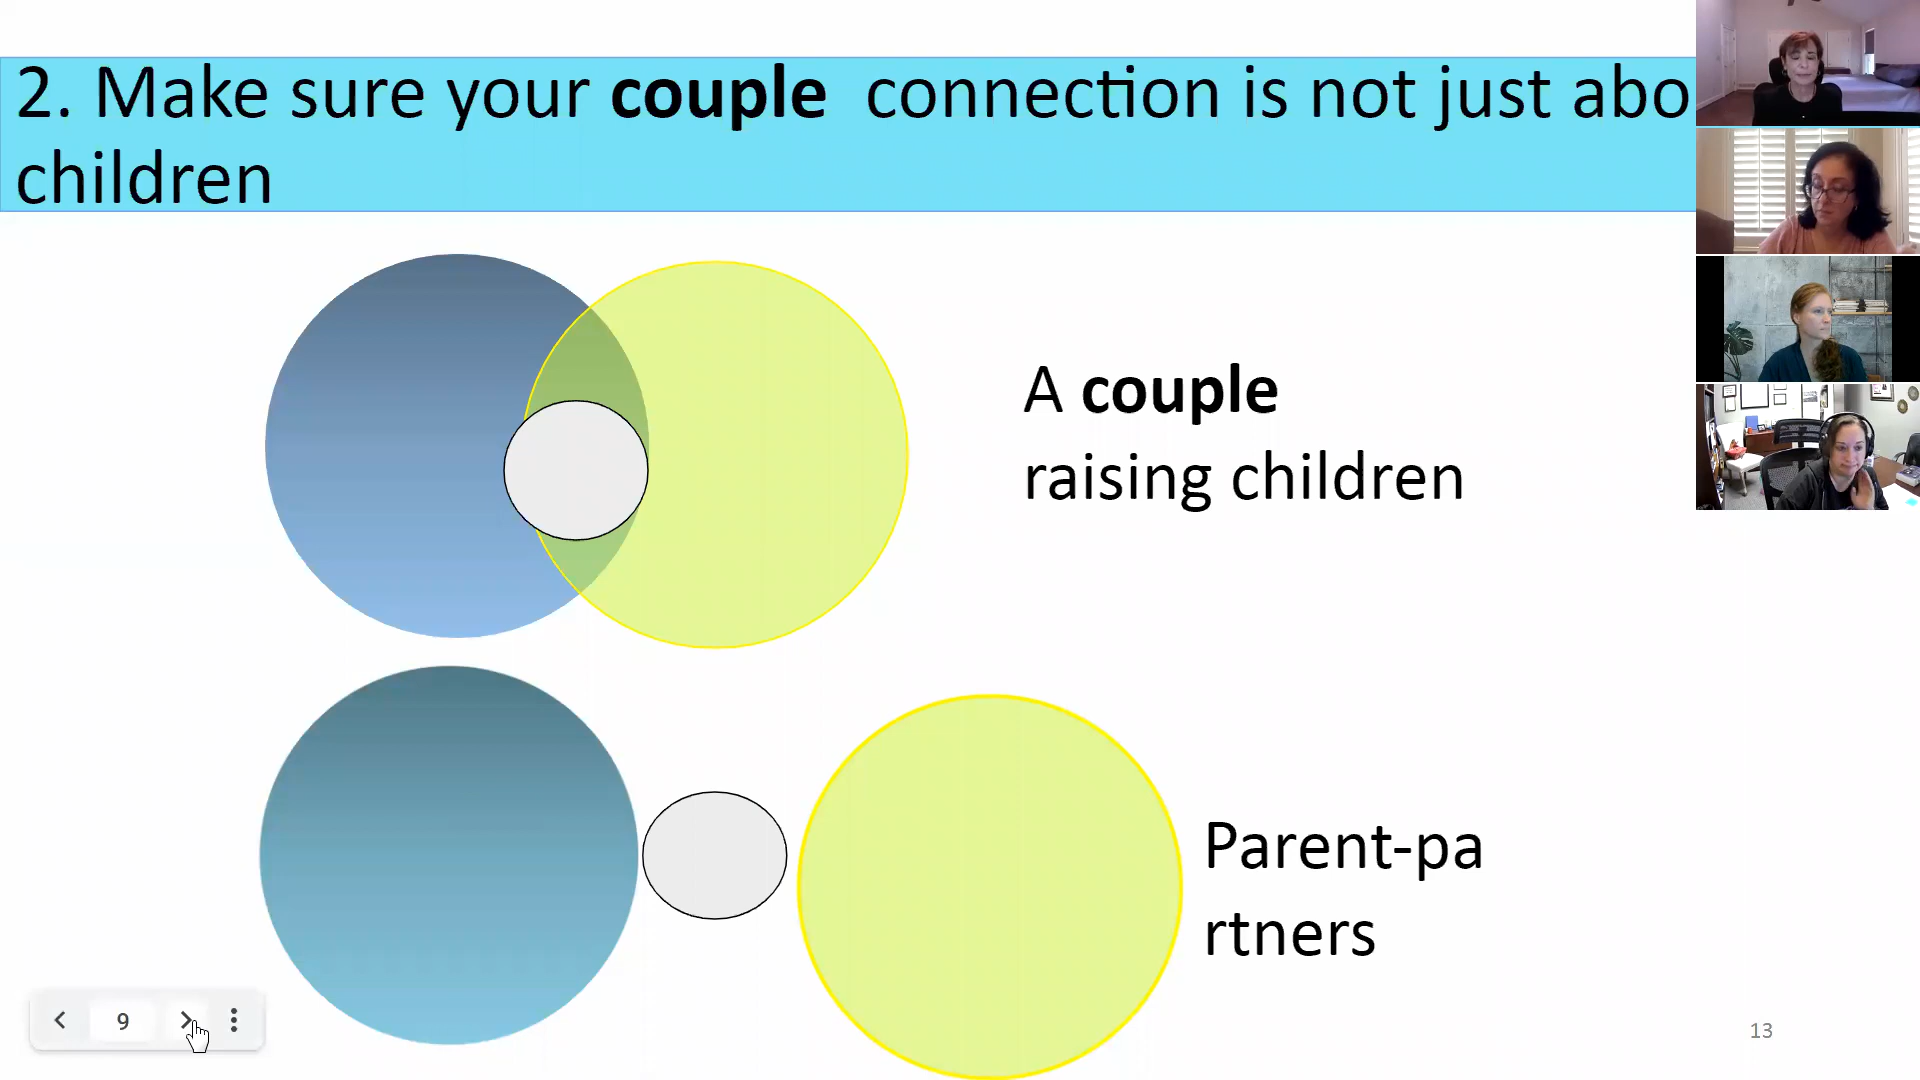 2. Make sure your couple connection is not just abo
children
A couple
raising children
Parent-pa
rtners
9
13